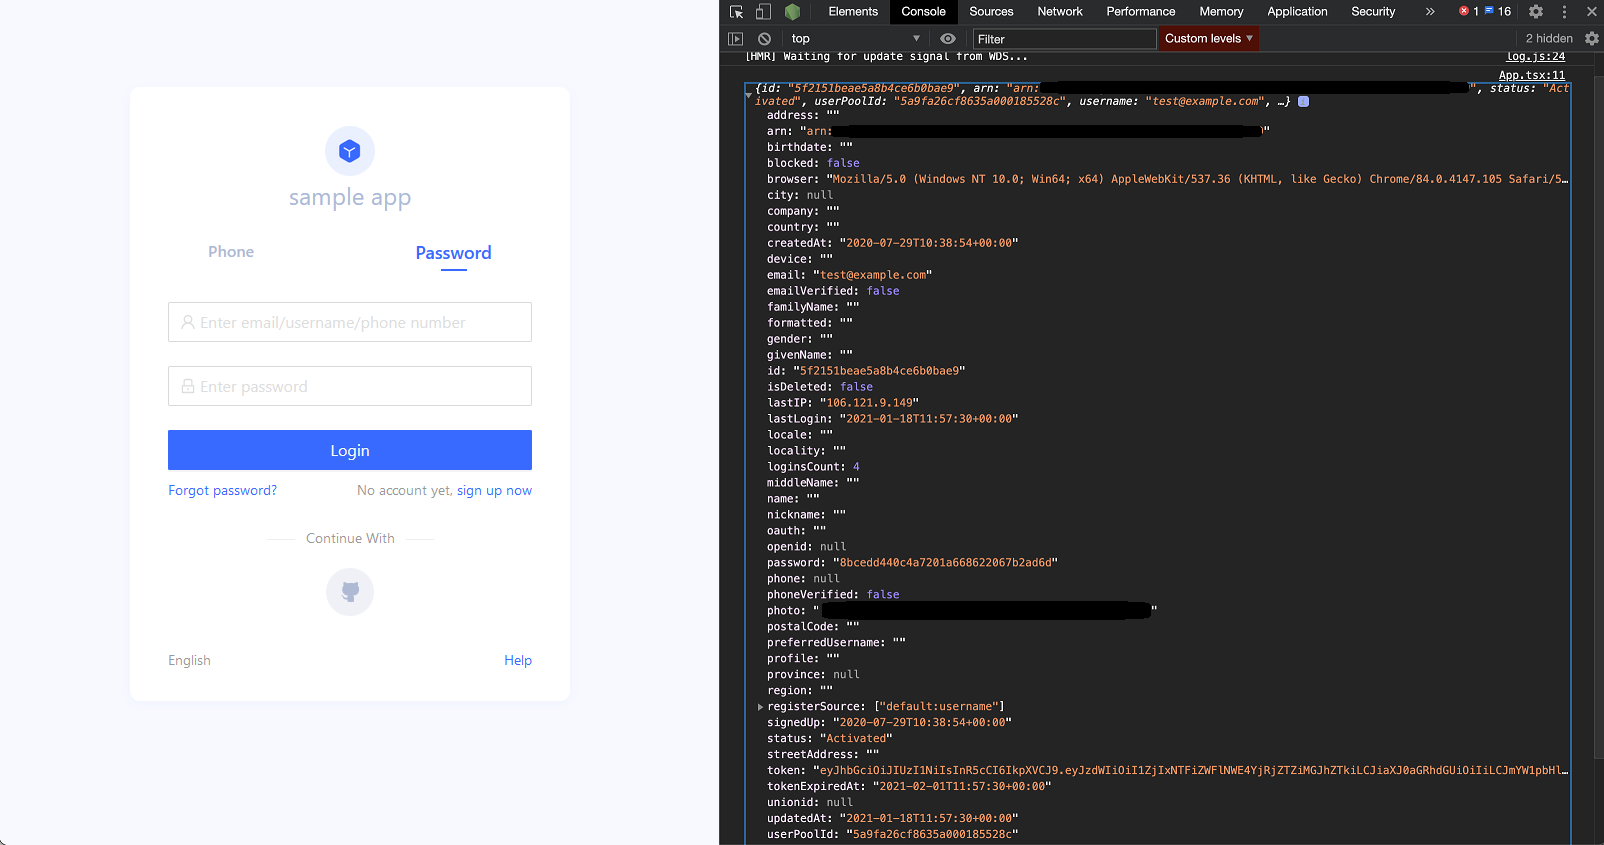 sample app
Phone
Password
Enter email/username/phone number
Enter password
Login
Forgot password?
No account yet, sign up now
Continue With
English
Help
Elements Console Sources Network Performance Memory Application Security » 1 16
top Filter Custom levels 2 hidden
[HMR] Waiting for update signal from WDS... log.js:24
App.tsx:11
{id: "5f2151beae5a8b4ce6b0bae9", arn: "arn: ", status: "Act
ivated", userPoolId: "5a9fa26cf8635a000185528c", username: "test@example.com", …}
address: ""
arn: "arn: "
birthdate: ""
blocked: false
browser: "Mozilla/5.0 (Windows NT 10.0; Win64; x64) AppleWebKit/537.36 (KHTML, like Gecko) Chrome/84.0.4147.105 Safari/5…
city: null
company: ""
country: ""
createdAt: "2020-07-29T10:38:54+00:00"
device: ""
email: "test@example.com"
emailVerified: false
familyName: ""
formatted: ""
gender: ""
givenName: ""
id: "5f2151beae5a8b4ce6b0bae9"
isDeleted: false
lastIP: "106.121.9.149"
lastLogin: "2021-01-18T11:57:30+00:00"
locale: ""
locality: ""
loginsCount: 4
middleName: ""
name: ""
nickname: ""
oauth: ""
openid: null
password: "8bcedd440c4a7201a668622067b2ad6d"
phone: null
phoneVerified: false
photo: " "
postalCode: ""
preferredUsername: ""
profile: ""
province: null
region: ""
registerSource: ["default:username"]
signedUp: "2020-07-29T10:38:54+00:00"
status: "Activated"
streetAddress: ""
token: "eyJhbGciOiJIUzI1NiIsInR5cCI6IkpXVCJ9.eyJzdWIiOiI1ZjIxNTFiZWFlNWE4YjRjZTZiMGJhZTkiLCJiaXJ0aGRhdGUiOiIiLCJmYW1pbHl…
tokenExpiredAt: "2021-02-01T11:57:30+00:00"
unionid: null
updatedAt: "2021-01-18T11:57:30+00:00"
userPoolId: "5a9fa26cf8635a000185528c"